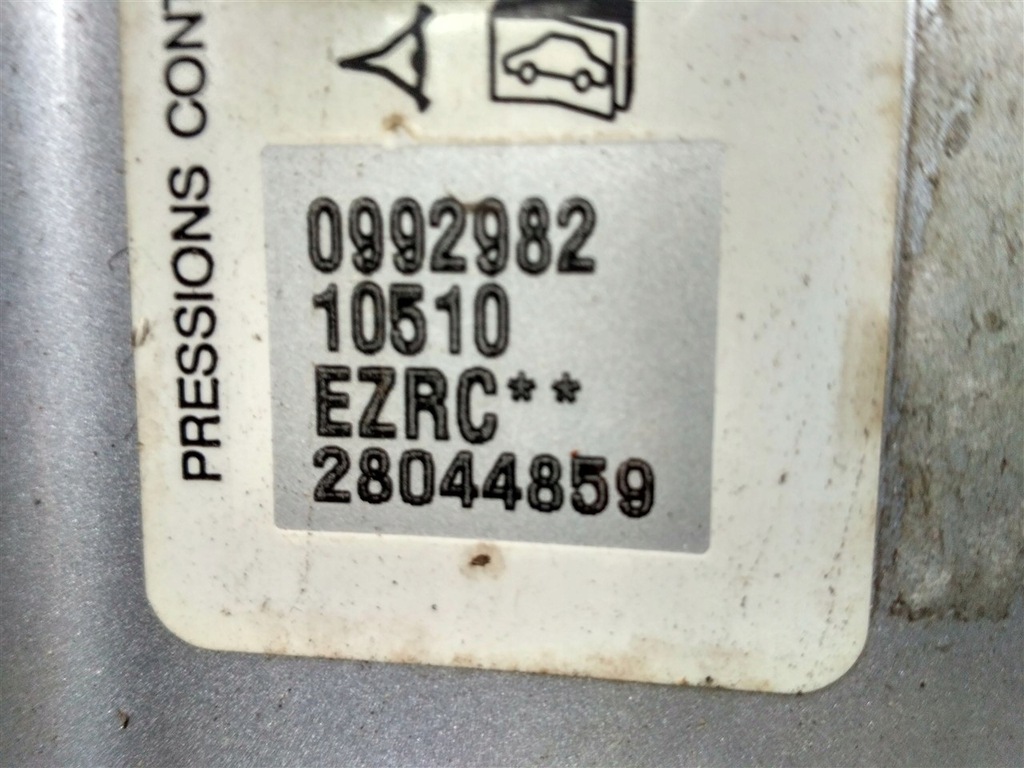 PRESSIONS CONT
0992982
10510
EZRC**
28044859